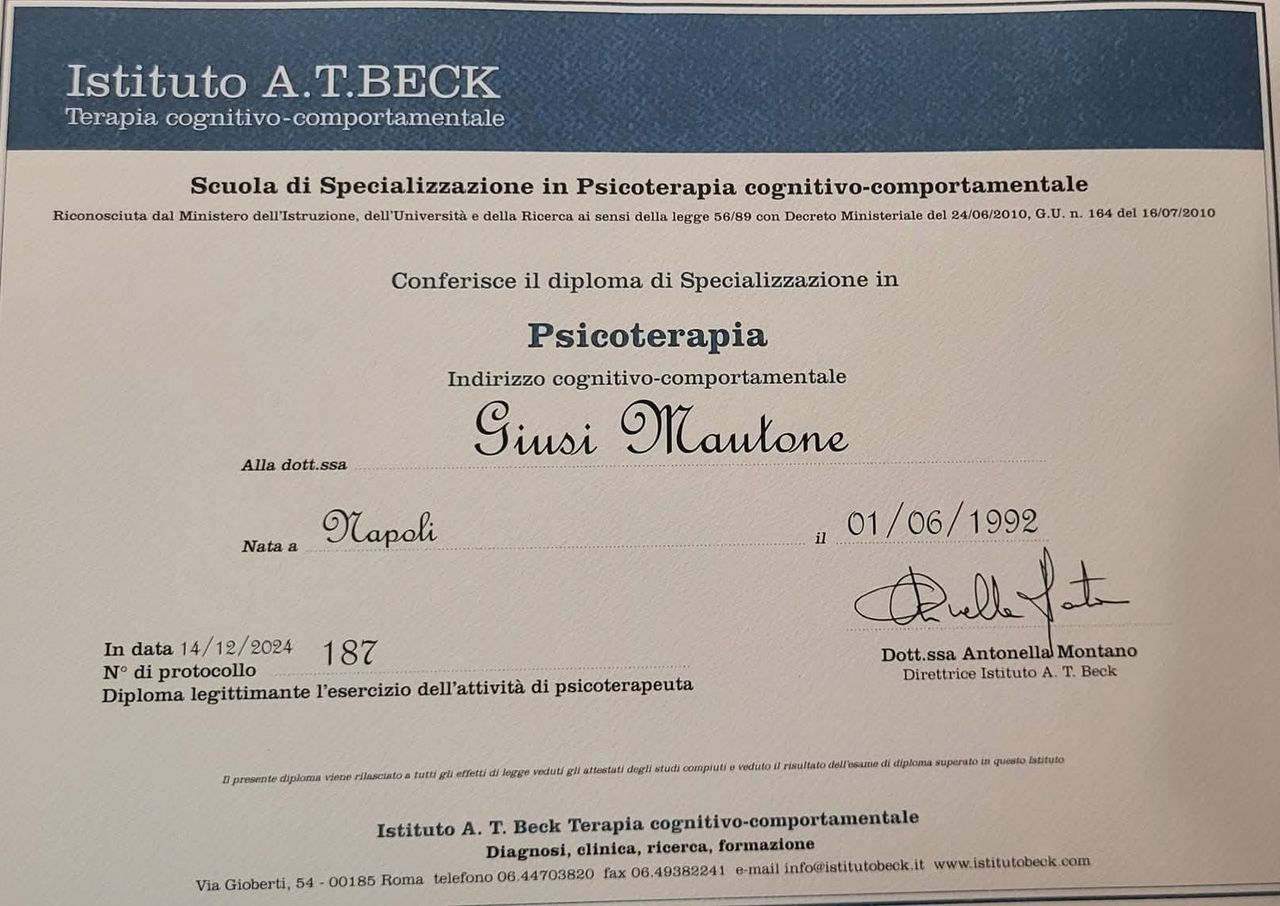 Istituto A.T.BECK
Terapia cognitivo-comportamentale
Scuola di Specializzazione in Psicoterapia cognitivo-comportamentale
Riconosciuta dal Ministero dell'Istruzione, dell'Università e della Ricerca ai sensi della legge 56/89 con Decreto Ministeriale del 24/06/2010, G.U. n. 164 del 16/07/2010
Conferisce il diploma di Specializzazione in
Psicoterapia
Indirizzo cognitivo-comportamentale
Alla dott.ssa Giusi Mautone
Nata a Napoli il 01/06/1992
In data 14/12/2024
N° di protocollo 187
Diploma legittimante l'esercizio dell'attività di psicoterapeuta
Dott.ssa Antonella Montano
Direttrice Istituto A. T. Beck
Il presente diploma viene rilasciato a tutti gli effetti di legge veduti gli attestati degli studi compiuti e veduto il risultato dell'esame di diploma superato in questo Istituto
Istituto A. T. Beck Terapia cognitivo-comportamentale
Diagnosi, clinica, ricerca, formazione
Via Gioberti, 54 - 00185 Roma telefono 06.44703820 fax 06.49382241 e-mail info@istitutobeck.it www.istitutobeck.com